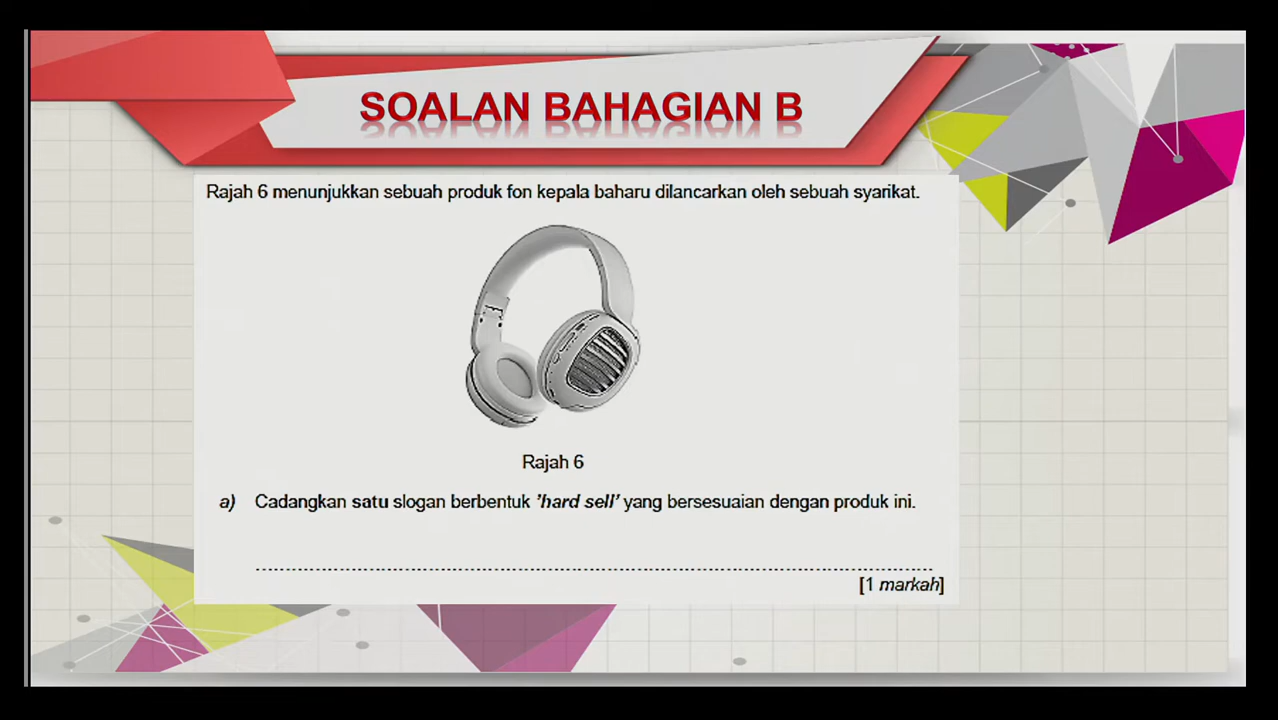 SOALAN BAHAGIAN B
Rajah 6 menunjukkan sebuah produk fon kepala baharu dilancarkan oleh sebuah syarikat.
Rajah 6
a) Cadangkan satu slogan berbentuk 'hard sell' yang bersesuaian dengan produk ini.
[1 markah]